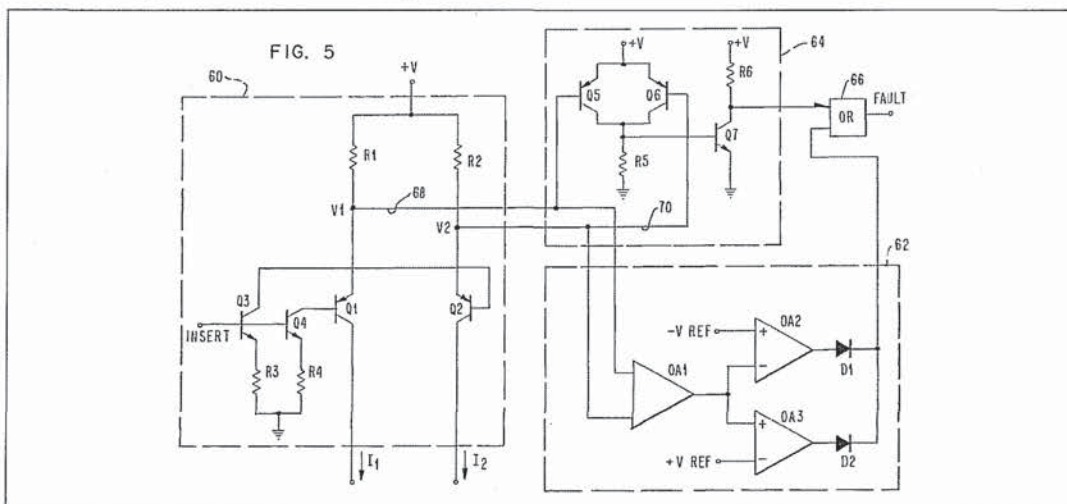 FIG. 5
60
+V
R1
R2
V1
68
V2
70
Q3
Q4
Q1
Q2
INSERT
R3
R4
I1
I2
64
+V
+V
R6
Q5
Q6
Q7
R5
66
OR
FAULT
62
OA1
-V REF
+
-
OA2
D1
+
-
OA3
+V REF
D2